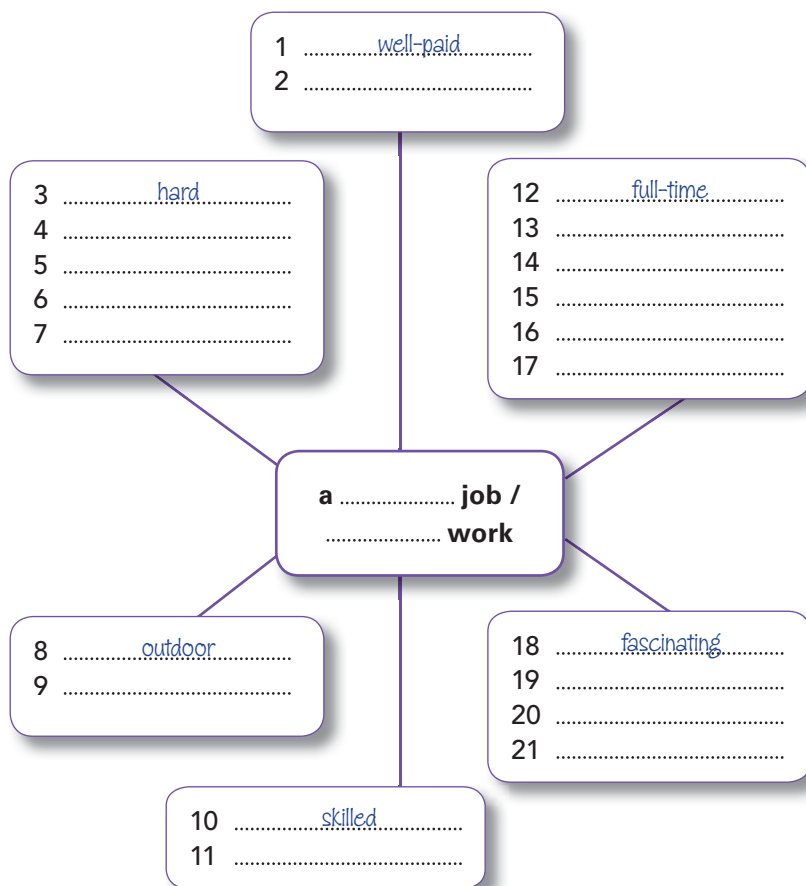 1 ........ well-paid ........
2 ................
3 ........ hard ........
4 ................
5 ................
6 ................
7 ................
12 ........ full-time ........
13 ................
14 ................
15 ................
16 ................
17 ................
a ................ job /
................ work
8 ........ outdoor ........
9 ................
18 ........ fascinating ........
19 ................
20 ................
21 ................
10 ........ skilled ........
11 ................